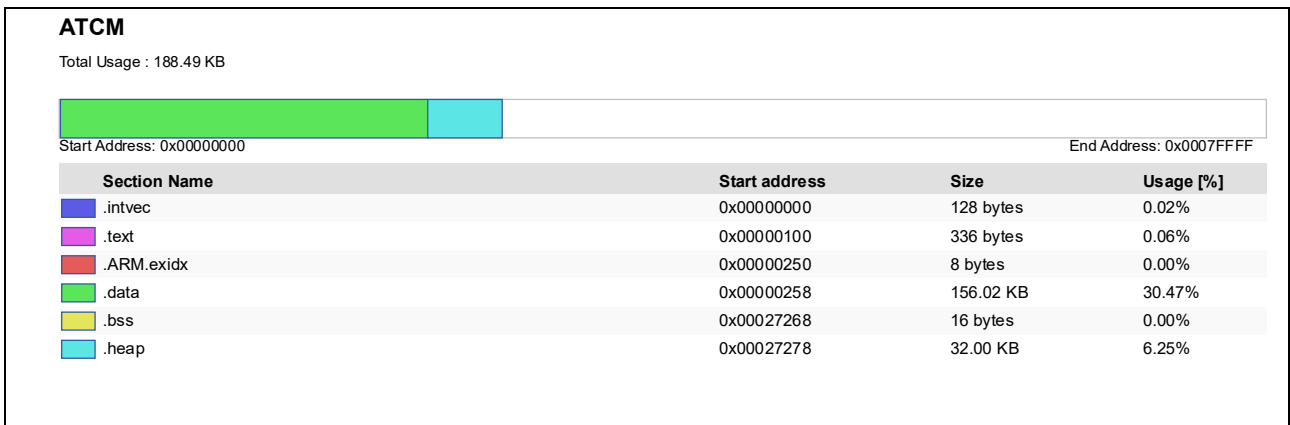 ATCM
Total Usage : 188.49 KB
Start Address: 0x00000000 End Address: 0x0007FFFF
Section Name Start address Size Usage [%]
.intvec 0x00000000 128 bytes 0.02%
.text 0x00000100 336 bytes 0.06%
.ARM.exidx 0x00000250 8 bytes 0.00%
.data 0x00000258 156.02 KB 30.47%
.bss 0x00027268 16 bytes 0.00%
.heap 0x00027278 32.00 KB 6.25%